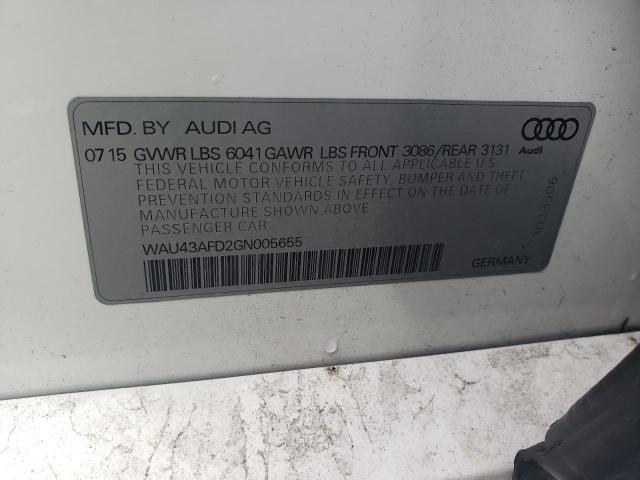 MFD. BY AUDI AG
07 15 GVWR LBS 6041 GAWR LBS FRONT 3086/REAR 3131
Audi
THIS VEHICLE CONFORMS TO ALL APPLICABLE U S
FEDERAL MOTOR VEHICLE SAFETY, BUMPER AND THEFT
PREVENTION STANDARDS IN EFFECT ON THE DATE OF
MANUFACTURE SHOWN ABOVE
PASSENGER CAR
WAU43AFD2GN005655
GERMANY